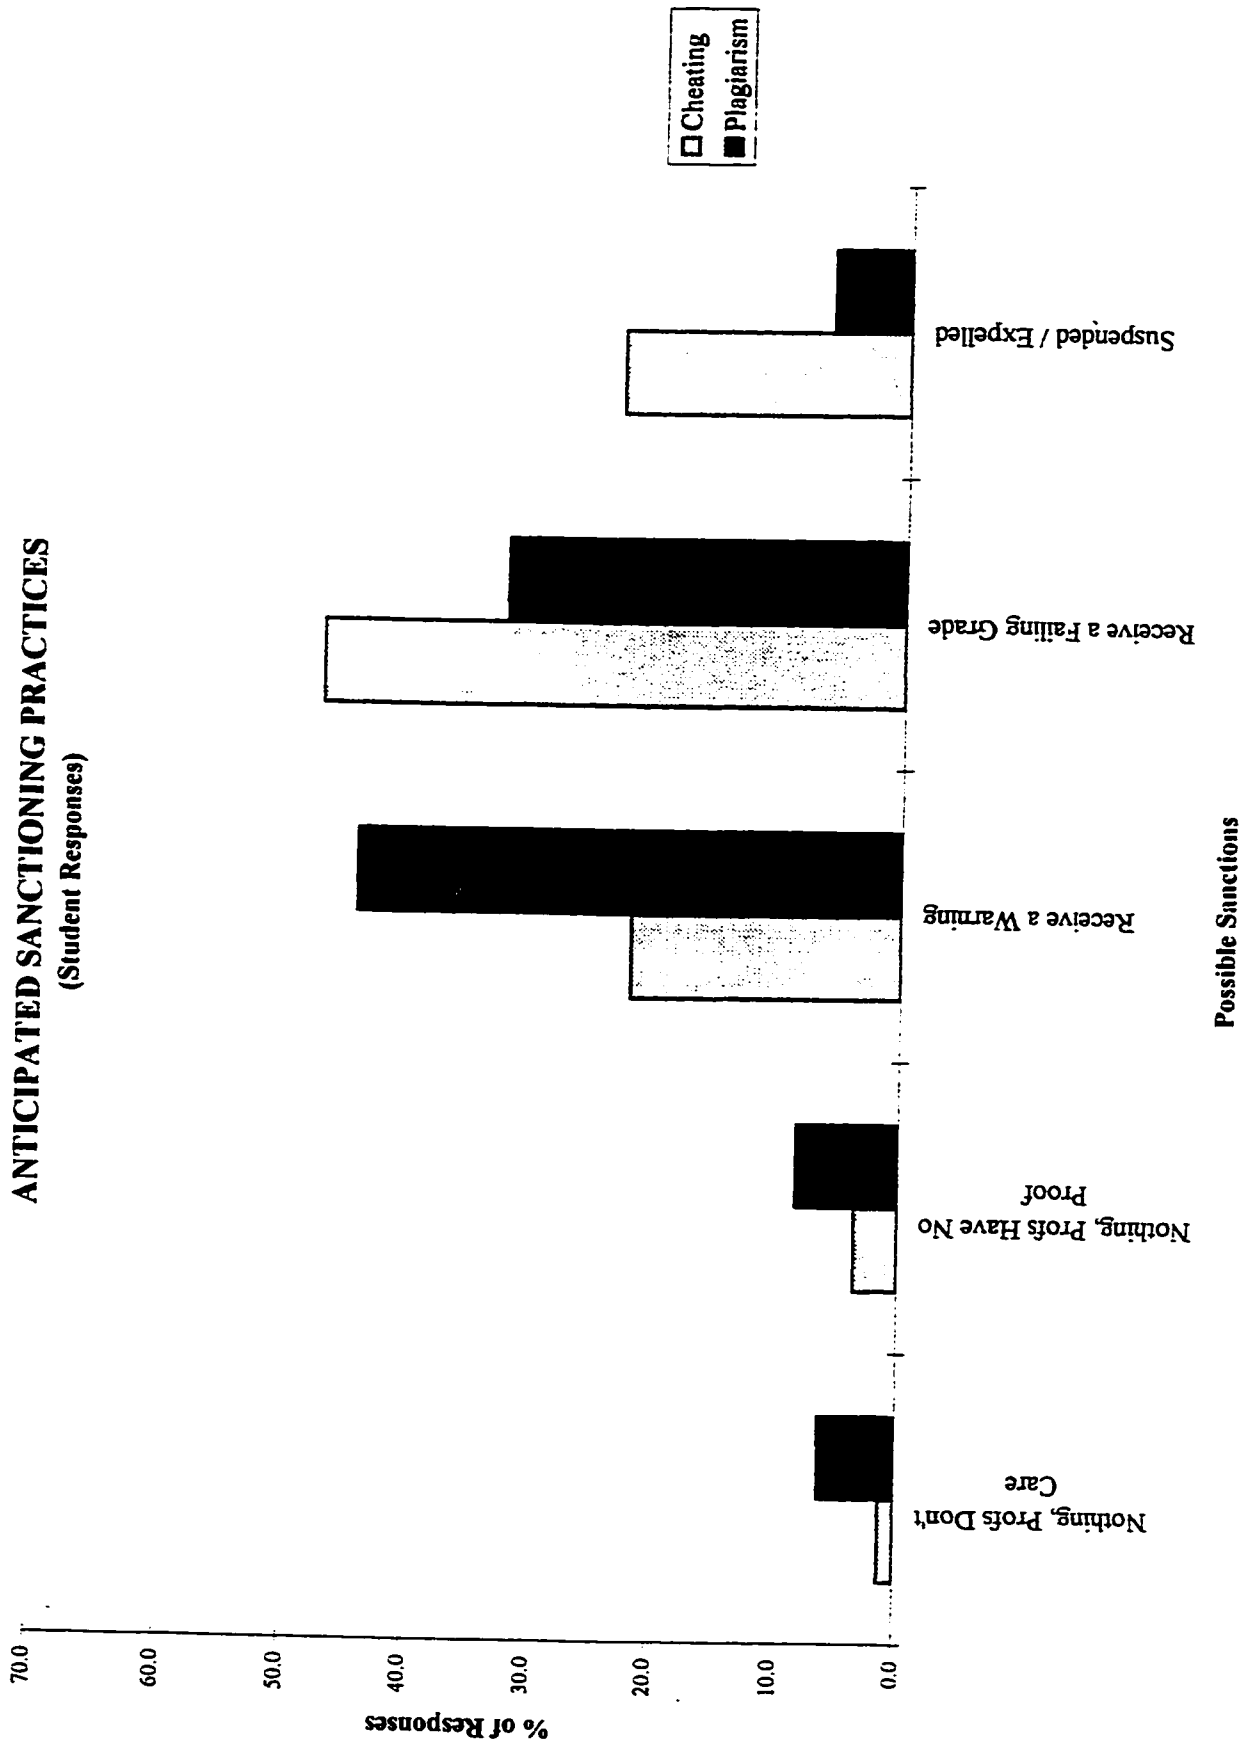 ANTICIPATED SANCTIONING PRACTICES
(Student Responses)
70.0
60.0
50.0
40.0
30.0
20.0
10.0
0.0
% of Responses
Nothing, Profs Don't
Care
Nothing, Profs Have No
Proof
Receive a Warning
Receive a Failing Grade
Suspended / Expelled
Possible Sanctions
Cheating
Plagiarism